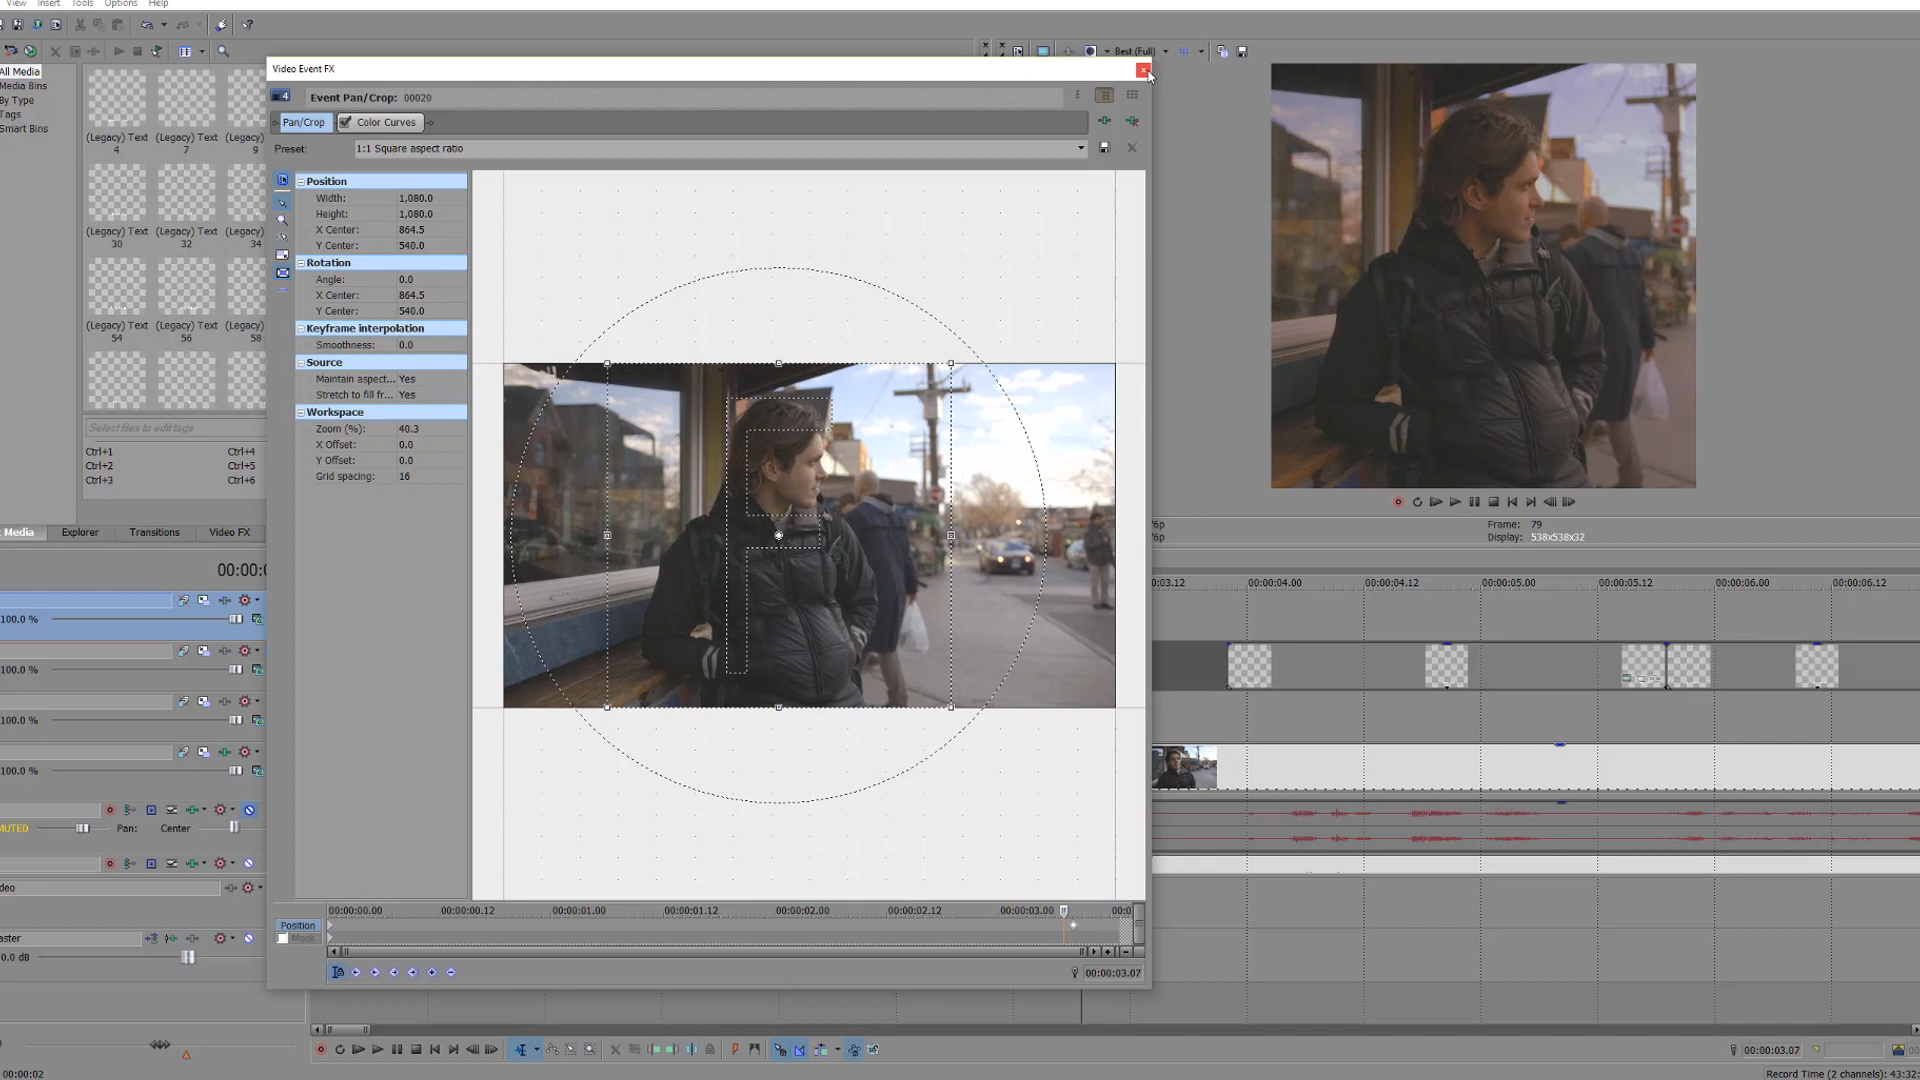 View Insert Tools Options Help
Best (Full)
All Media
Media Bins
By Type
Tags
Smart Bins
(Legacy) Text 4
(Legacy) Text 7
(Legacy) 9
(Legacy) Text 30
(Legacy) Text 32
(Legacy) 34
(Legacy) Text 54
(Legacy) Text 56
(Legacy) 58
Select files to edit tags
Ctrl+1 Ctrl+4
Ctrl+2 Ctrl+5
Ctrl+3 Ctrl+6
Media Explorer Transitions Video FX
Video Event FX
Event Pan/Crop: 00020
Pan/Crop Color Curves
Preset: 1:1 Square aspect ratio
Position
Width: 1,080.0
Height: 1,080.0
X Center: 864.5
Y Center: 540.0
Rotation
Angle: 0.0
X Center: 864.5
Y Center: 540.0
Keyframe interpolation
Smoothness: 0.0
Source
Maintain aspect... Yes
Stretch to fill fr... Yes
Workspace
Zoom (%): 40.3
X Offset: 0.0
Y Offset: 0.0
Grid spacing: 16
00:00:00.00 00:00:00.12 00:00:01.00 00:00:01.12 00:00:02.00 00:00:02.12 00:00:03.00 00:0
Position
Mask
00:00:03.07
6p Frame: 79
6p Display: 538x538x32
00:00:0
03.12 00:00:04.00 00:00:04.12 00:00:05.00 00:00:05.12 00:00:06.00 00:00:06.12
100.0 %
100.0 %
100.0 %
100.0 %
MUTED Pan: Center
deo
aster
0.0 dB
00:00:02
00:00:03.07
Record Time (2 channels): 43:32: